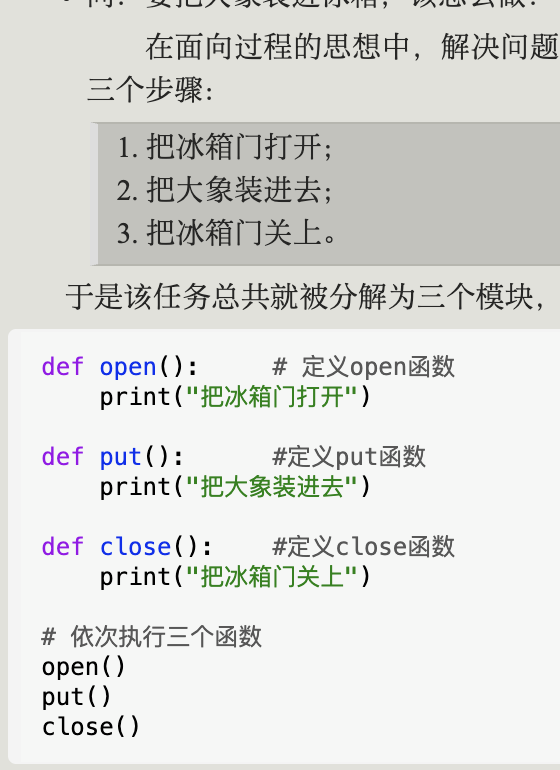 在面向过程的思想中，解决问题
三个步骤：
1. 把冰箱门打开；
2. 把大象装进去；
3. 把冰箱门关上。
于是该任务总共就被分解为三个模块，
def open():     # 定义open函数
    print("把冰箱门打开")
def put():      #定义put函数
    print("把大象装进去")
def close():    #定义close函数
    print("把冰箱门关上")
# 依次执行三个函数
open()
put()
close()